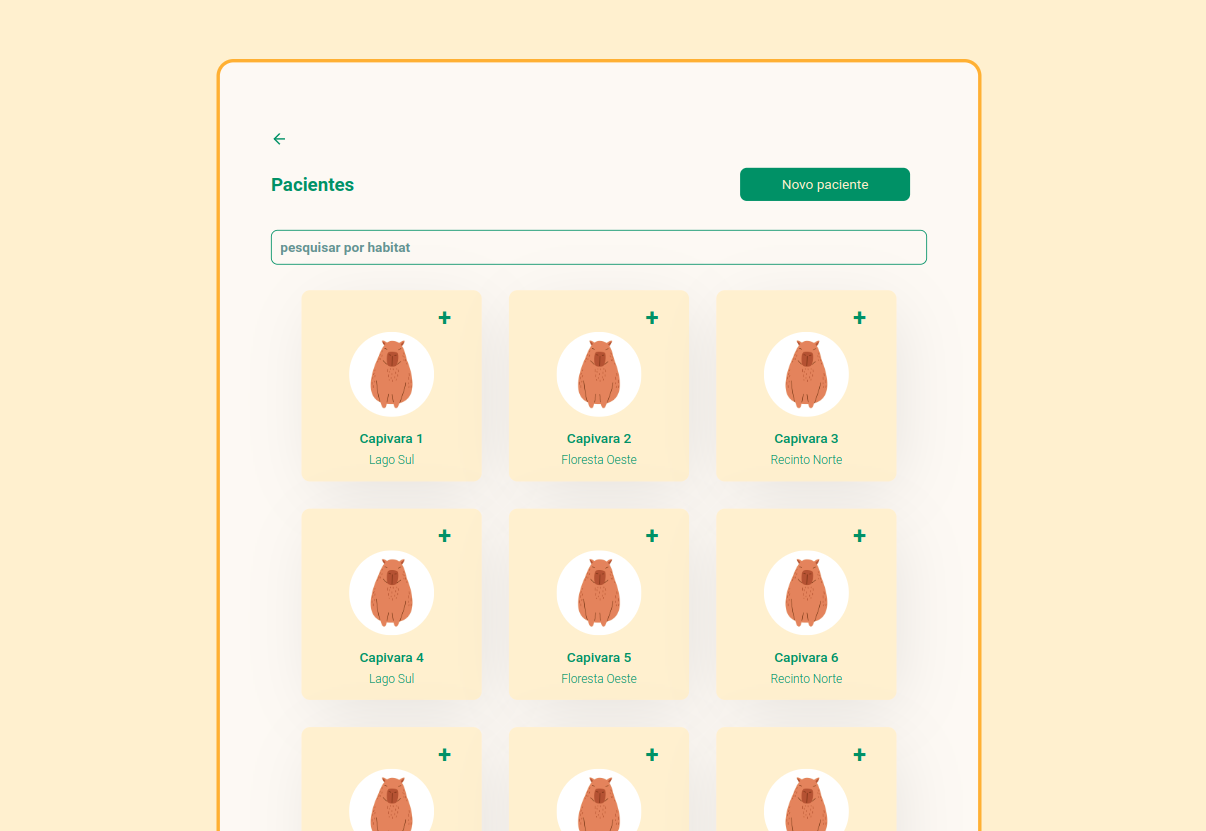 Pacientes
Novo paciente
pesquisar por habitat
+ + +
Capivara 1
Lago Sul
Capivara 2
Floresta Oeste
Capivara 3
Recinto Norte
+ + +
Capivara 4
Lago Sul
Capivara 5
Floresta Oeste
Capivara 6
Recinto Norte
+ + +